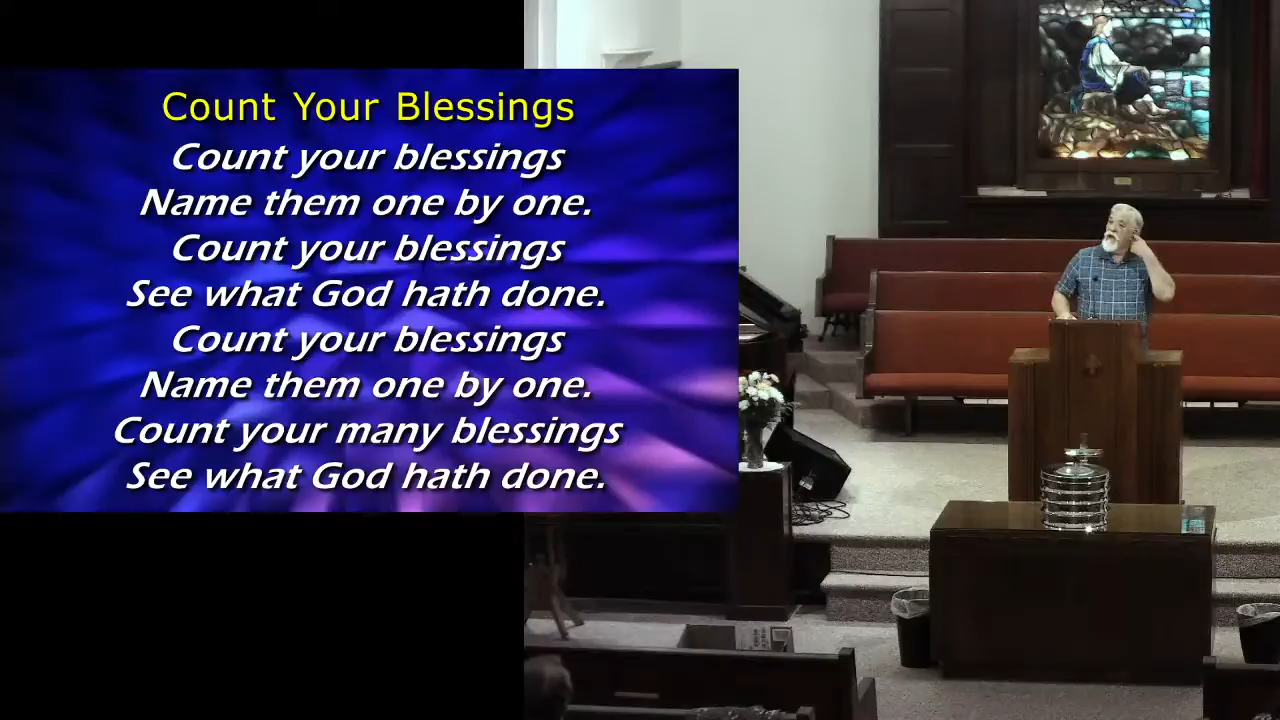 Count Your Blessings
Count your blessings
Name them one by one.
Count your blessings
See what God hath done.
Count your blessings
Name them one by one.
Count your many blessings
See what God hath done.